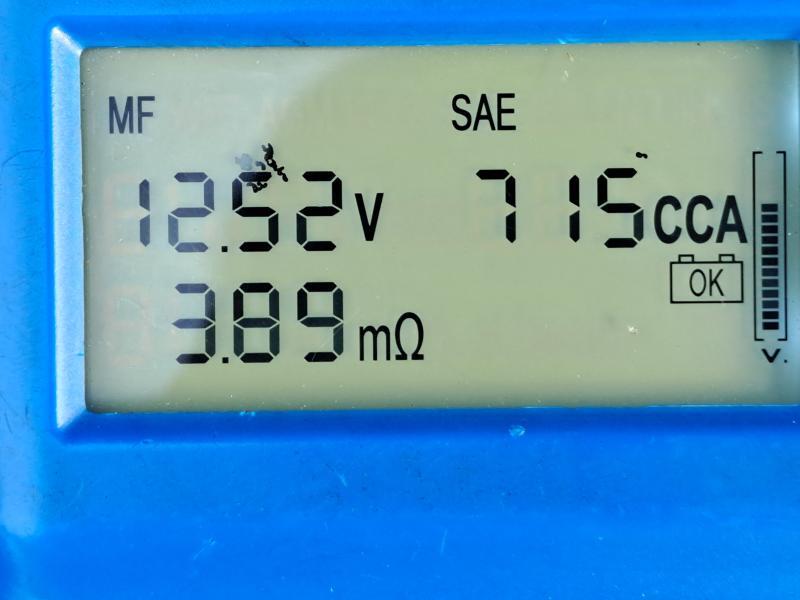 MF SAE
12.52V 715CCA
OK
3.89mΩ
V.